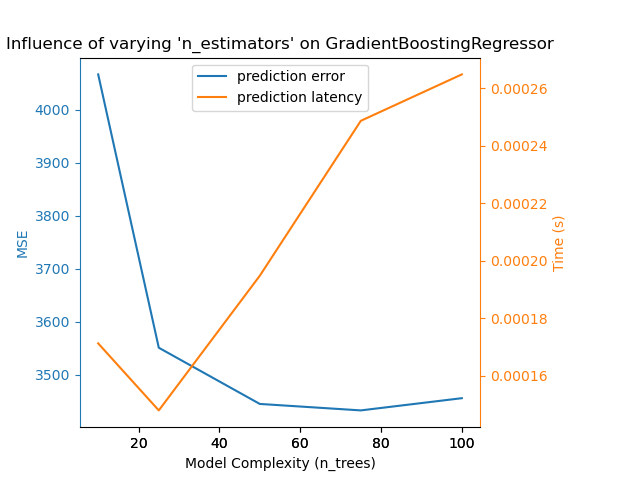 Influence of varying 'n_estimators' on GradientBoostingRegressor
prediction error
prediction latency
4000
3900
3800
3700
3600
3500
MSE
0.00026
0.00024
0.00022
0.00020
0.00018
0.00016
Time (s)
20 40 60 80 100
Model Complexity (n_trees)